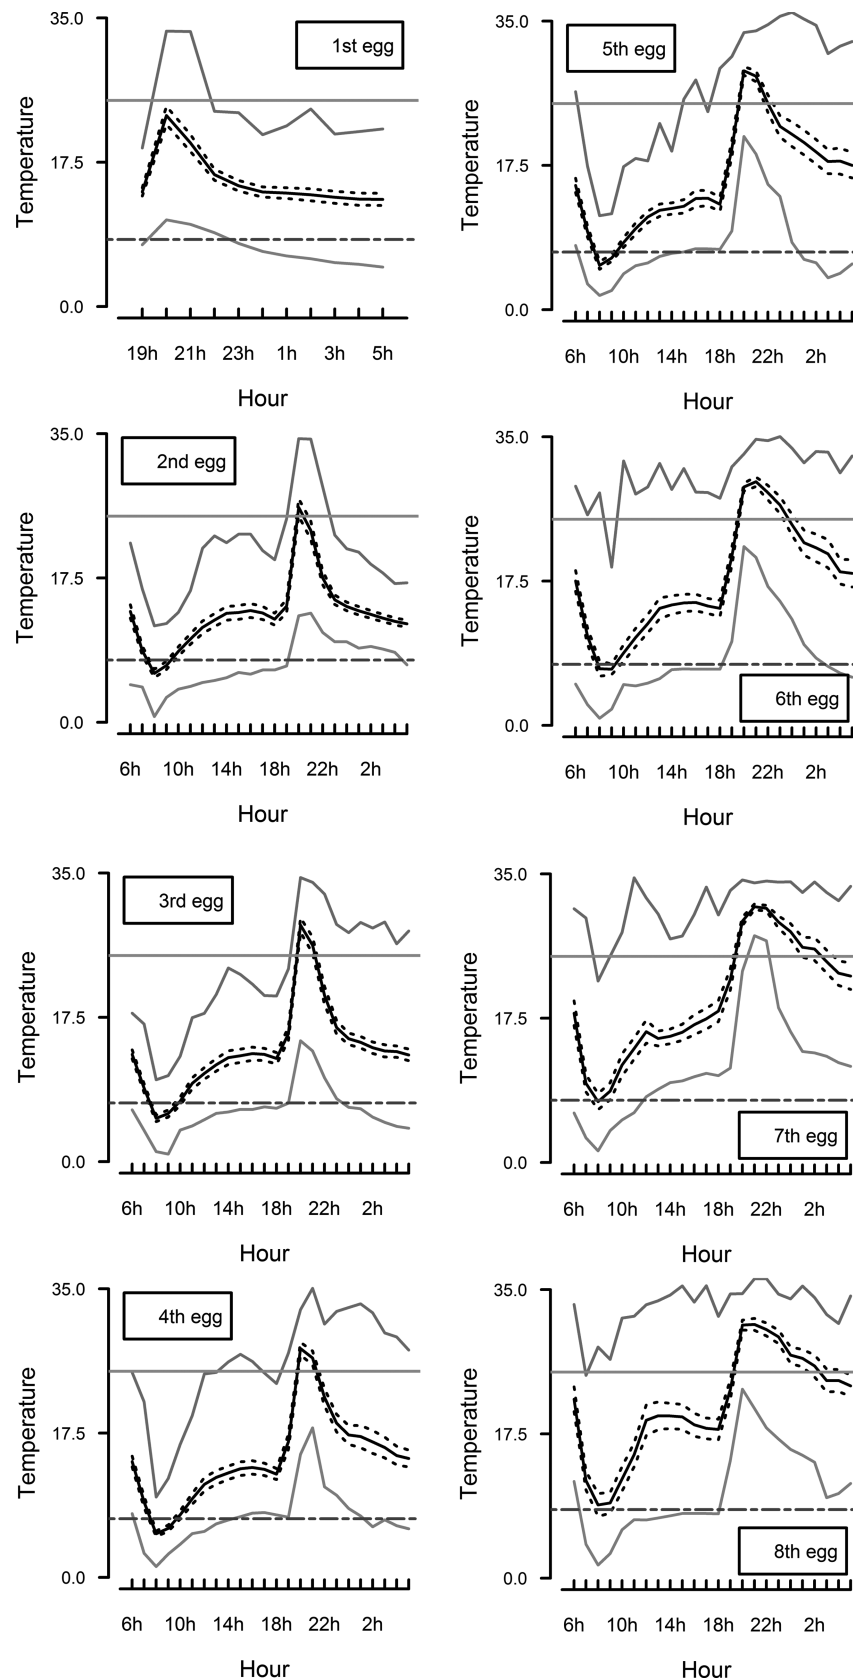 35.0
1st egg
Temperature
17.5
0.0
19h 21h 23h 1h 3h 5h
Hour
35.0
2nd egg
Temperature
17.5
0.0
6h 10h 14h 18h 22h 2h
Hour
35.0
3rd egg
Temperature
17.5
0.0
6h 10h 14h 18h 22h 2h
Hour
35.0
4th egg
Temperature
17.5
0.0
6h 10h 14h 18h 22h 2h
Hour
35.0
5th egg
Temperature
17.5
0.0
6h 10h 14h 18h 22h 2h
Hour
35.0
Temperature
17.5
6th egg
0.0
6h 10h 14h 18h 22h 2h
Hour
35.0
Temperature
17.5
7th egg
0.0
6h 10h 14h 18h 22h 2h
Hour
35.0
Temperature
17.5
8th egg
0.0
6h 10h 14h 18h 22h 2h
Hour